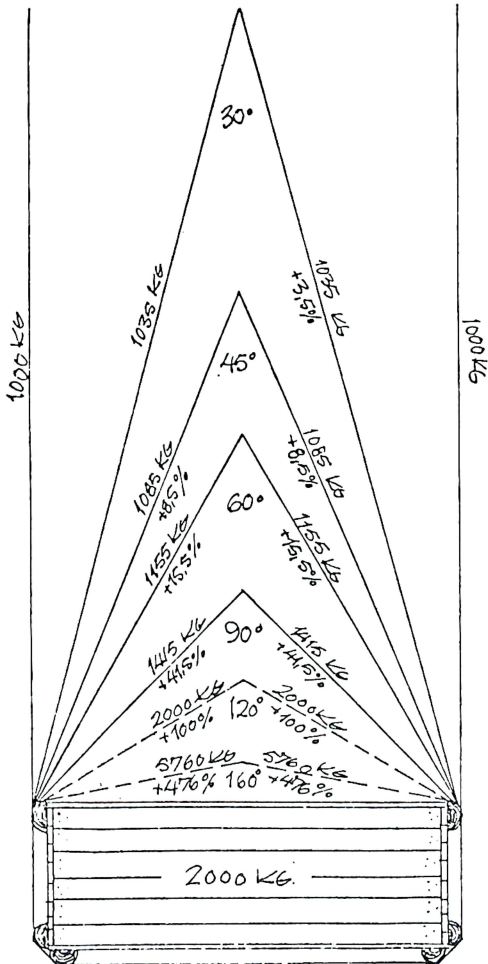 30°
1000 KG
1035 KG
1035 KG
+3,5%
1000KG
45°
1085 KG
+8,5%
1085 KG
+8,5%
60°
1155 KG
+15,5%
1155 KG
+15,5%
90°
1415 KG
+41,5%
1415 KG
+41,5%
120°
2000 KG
+100%
2000 KG
+100%
5760 KG
+476%
160°
5760 KG
+476%
2000 KG.